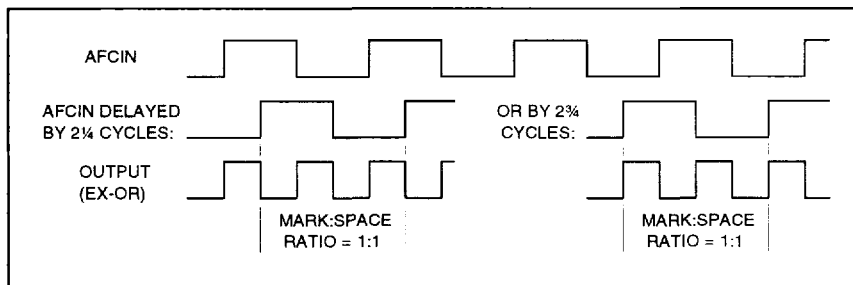 AFCIN
AFCIN DELAYED
BY 2¼ CYCLES:
OR BY 2¾
CYCLES:
OUTPUT
(EX-OR)
MARK:SPACE
RATIO = 1:1
MARK:SPACE
RATIO = 1:1